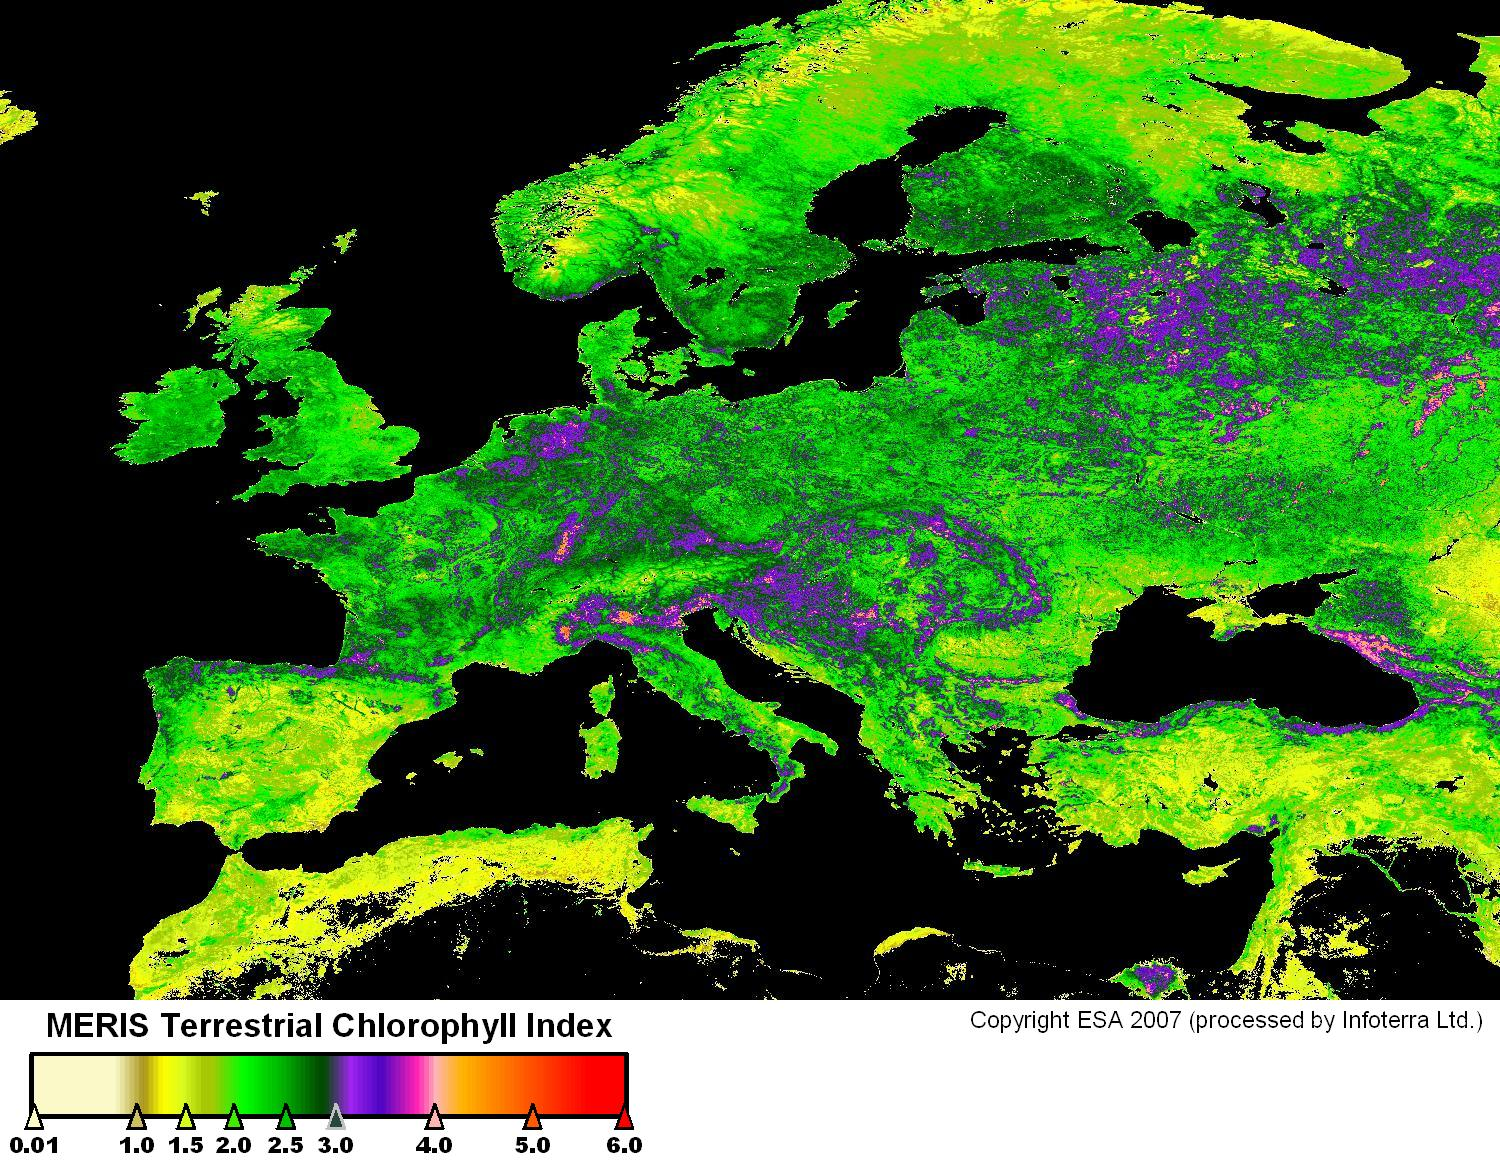 MERIS Terrestrial Chlorophyll Index
Copyright ESA 2007 (processed by Infoterra Ltd.)
0.01 1.0 1.5 2.0 2.5 3.0 4.0 5.0 6.0